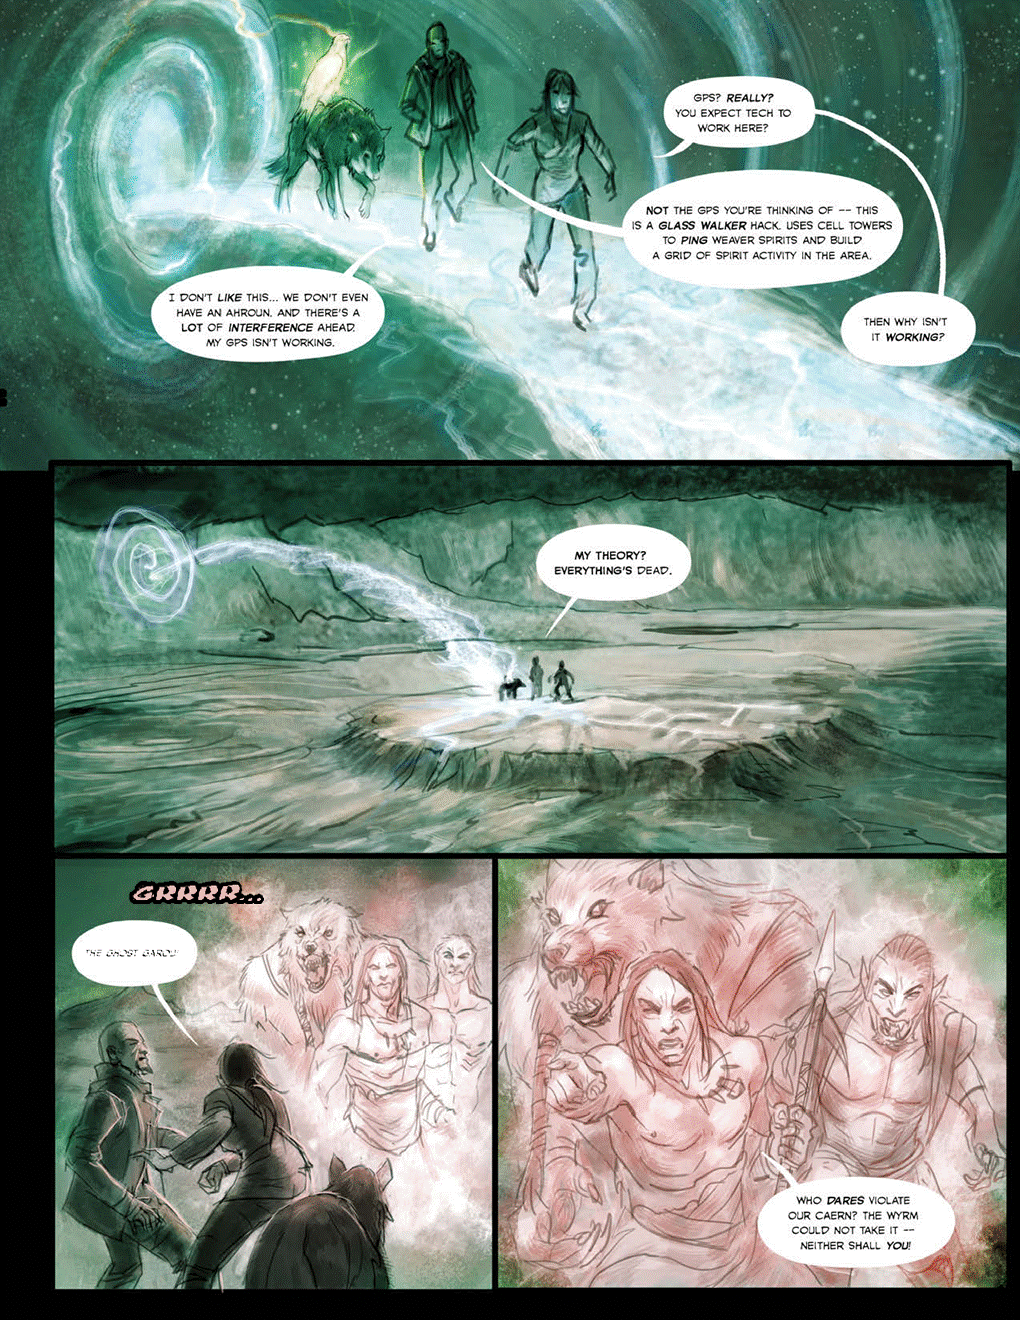 I DON'T LIKE THIS... WE DON'T EVEN
HAVE AN AHROUN. AND THERE'S A
LOT OF INTERFERENCE AHEAD.
MY GPS ISN'T WORKING.
GPS? REALLY?
YOU EXPECT TECH TO
WORK HERE?
NOT THE GPS YOU'RE THINKING OF -- THIS
IS A GLASS WALKER HACK. USES CELL TOWERS
TO PING WEAVER SPIRITS AND BUILD
A GRID OF SPIRIT ACTIVITY IN THE AREA.
THEN WHY ISN'T
IT WORKING?
MY THEORY?
EVERYTHING'S DEAD.
GRRRR...
THE GHOST GAROU!
WHO DARES VIOLATE
OUR CAERN? THE WYRM
COULD NOT TAKE IT --
NEITHER SHALL YOU!